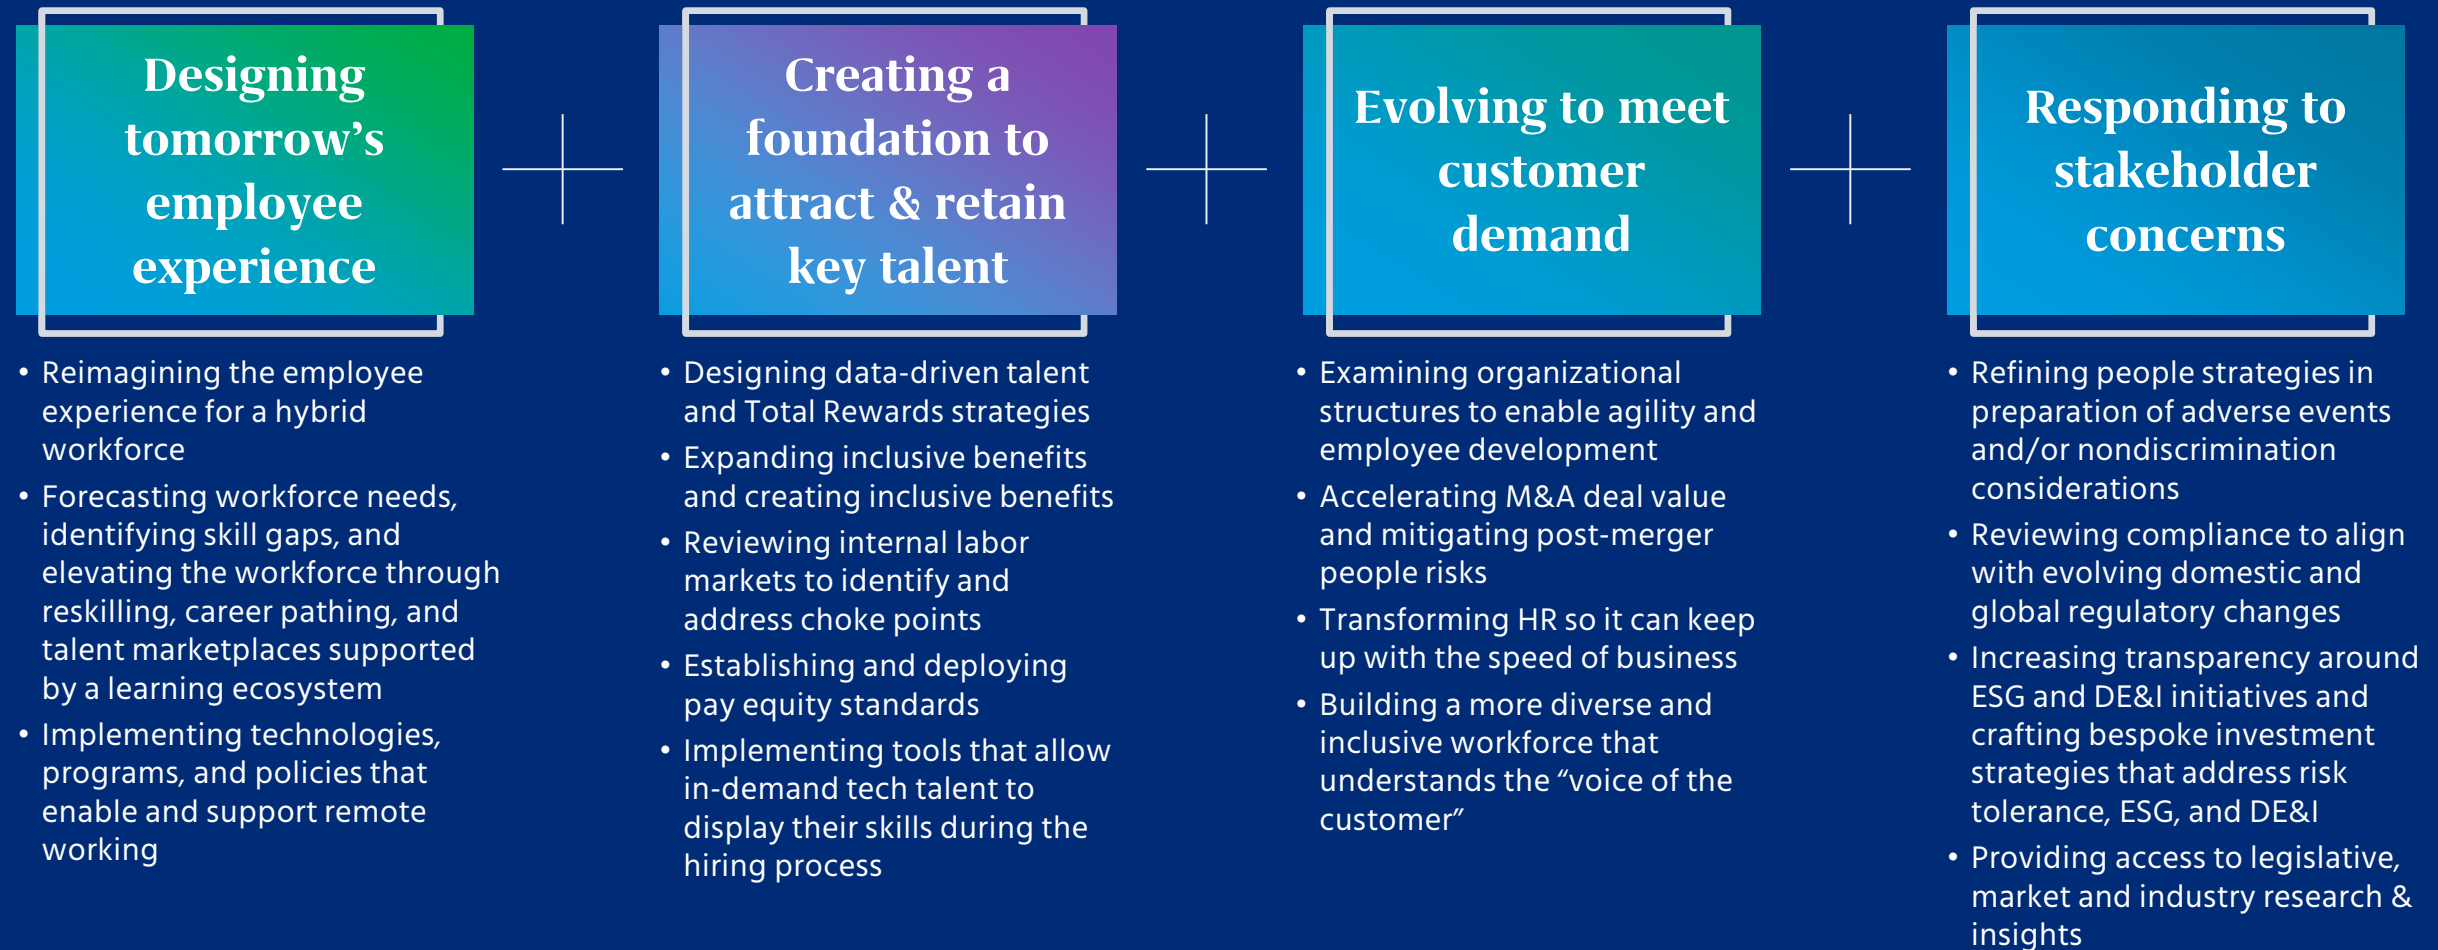 Designing
tomorrow’s
employee
experience
• Reimagining the employee
experience for a hybrid
workforce
• Forecasting workforce needs,
identifying skill gaps, and
elevating the workforce through
reskilling, career pathing, and
talent marketplaces supported
by a learning ecosystem
• Implementing technologies,
programs, and policies that
enable and support remote
working
Creating a
foundation to
attract & retain
key talent
• Designing data-driven talent
and Total Rewards strategies
• Expanding inclusive benefits
and creating inclusive benefits
• Reviewing internal labor
markets to identify and
address choke points
• Establishing and deploying
pay equity standards
• Implementing tools that allow
in-demand tech talent to
display their skills during the
hiring process
Evolving to meet
customer
demand
• Examining organizational
structures to enable agility and
employee development
• Accelerating M&A deal value
and mitigating post-merger
people risks
• Transforming HR so it can keep
up with the speed of business
• Building a more diverse and
inclusive workforce that
understands the “voice of the
customer”
Responding to
stakeholder
concerns
• Refining people strategies in
preparation of adverse events
and/or nondiscrimination
considerations
• Reviewing compliance to align
with evolving domestic and
global regulatory changes
• Increasing transparency around
ESG and DE&I initiatives and
crafting bespoke investment
strategies that address risk
tolerance, ESG, and DE&I
• Providing access to legislative,
market and industry research &
insights